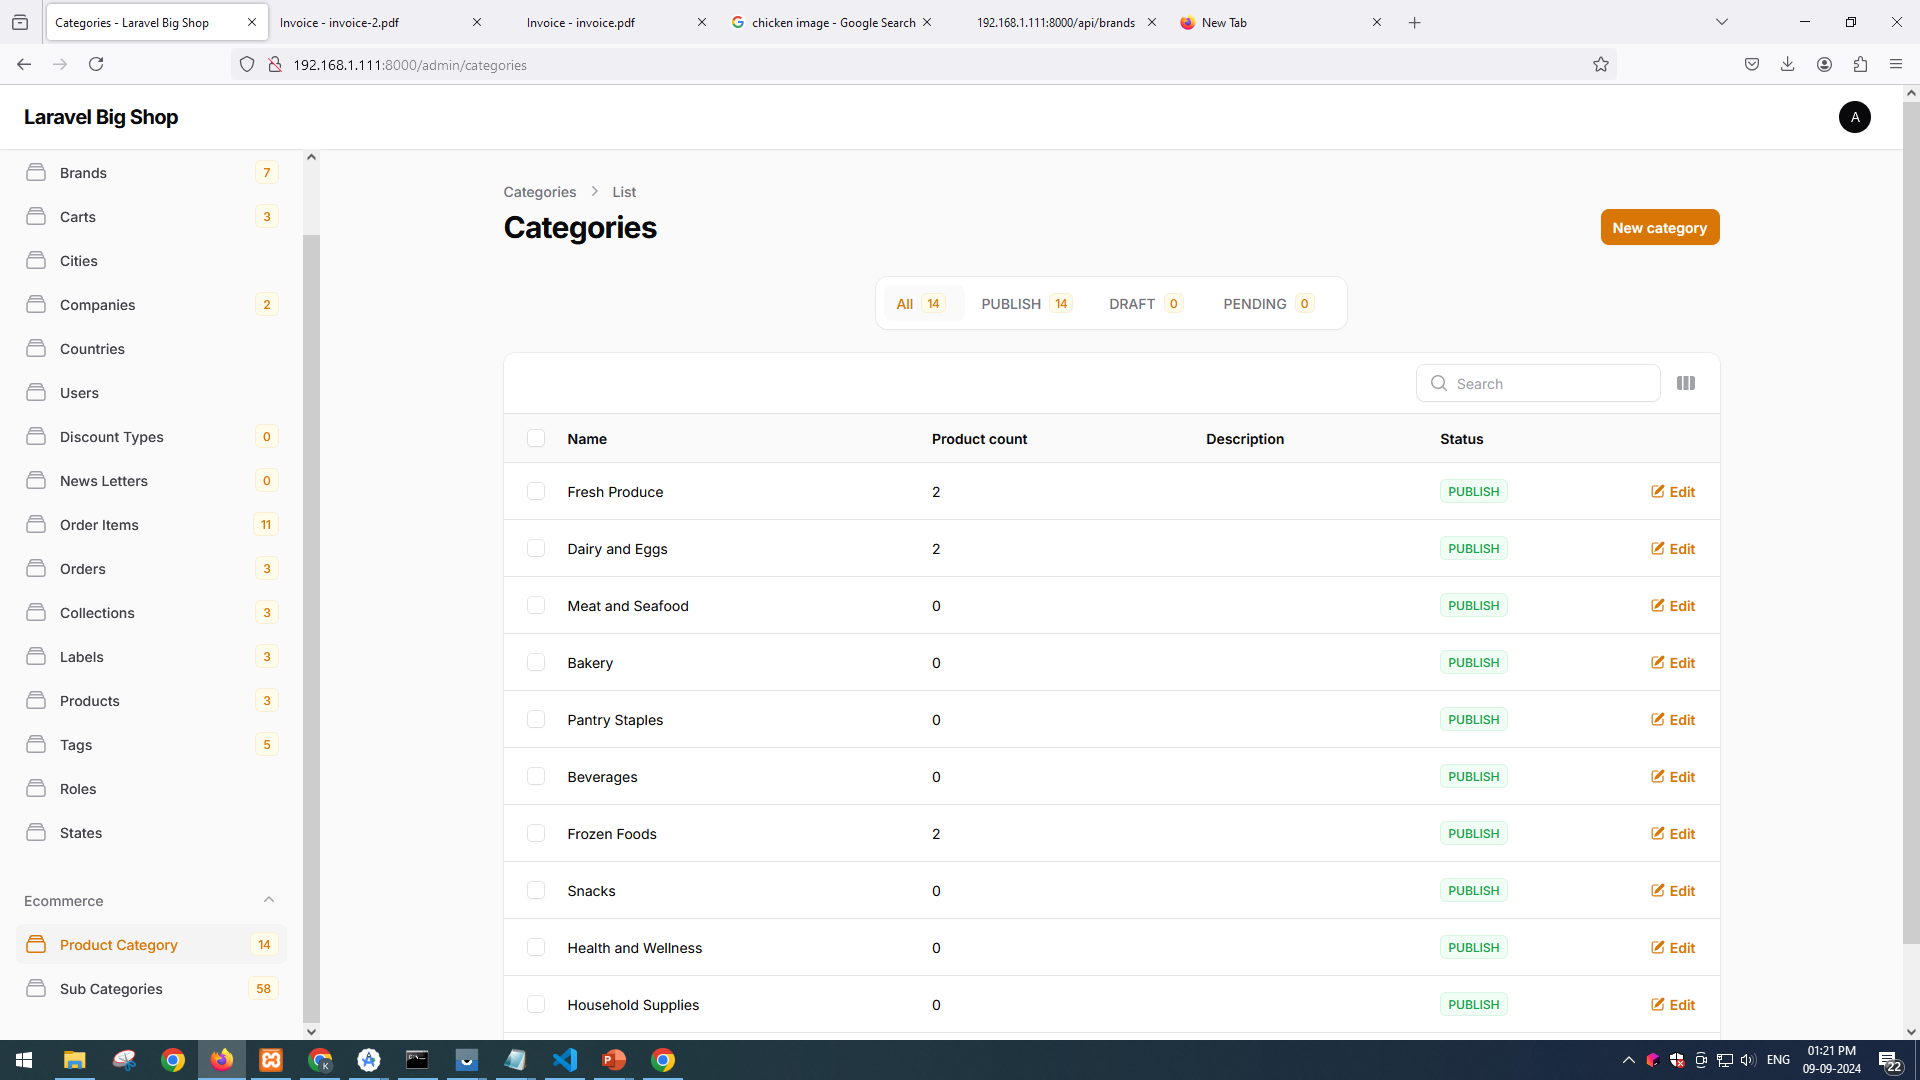 Categories - Laravel Big Shop
Invoice - invoice-2.pdf
Invoice - invoice.pdf
chicken image - Google Search
192.168.1.111:8000/api/brands
New Tab
192.168.1.111:8000/admin/categories
Laravel Big Shop
A
Brands 7
Carts 3
Cities
Companies 2
Countries
Users
Discount Types 0
News Letters 0
Order Items 11
Orders 3
Collections 3
Labels 3
Products 3
Tags 5
Roles
States
Ecommerce
Product Category 14
Sub Categories 58
Categories > List
Categories
New category
All 14 PUBLISH 14 DRAFT 0 PENDING 0
Search
Name Product count Description Status
Fresh Produce 2 PUBLISH Edit
Dairy and Eggs 2 PUBLISH Edit
Meat and Seafood 0 PUBLISH Edit
Bakery 0 PUBLISH Edit
Pantry Staples 0 PUBLISH Edit
Beverages 0 PUBLISH Edit
Frozen Foods 2 PUBLISH Edit
Snacks 0 PUBLISH Edit
Health and Wellness 0 PUBLISH Edit
Household Supplies 0 PUBLISH Edit
K
ENG
01:21 PM
09-09-2024
22